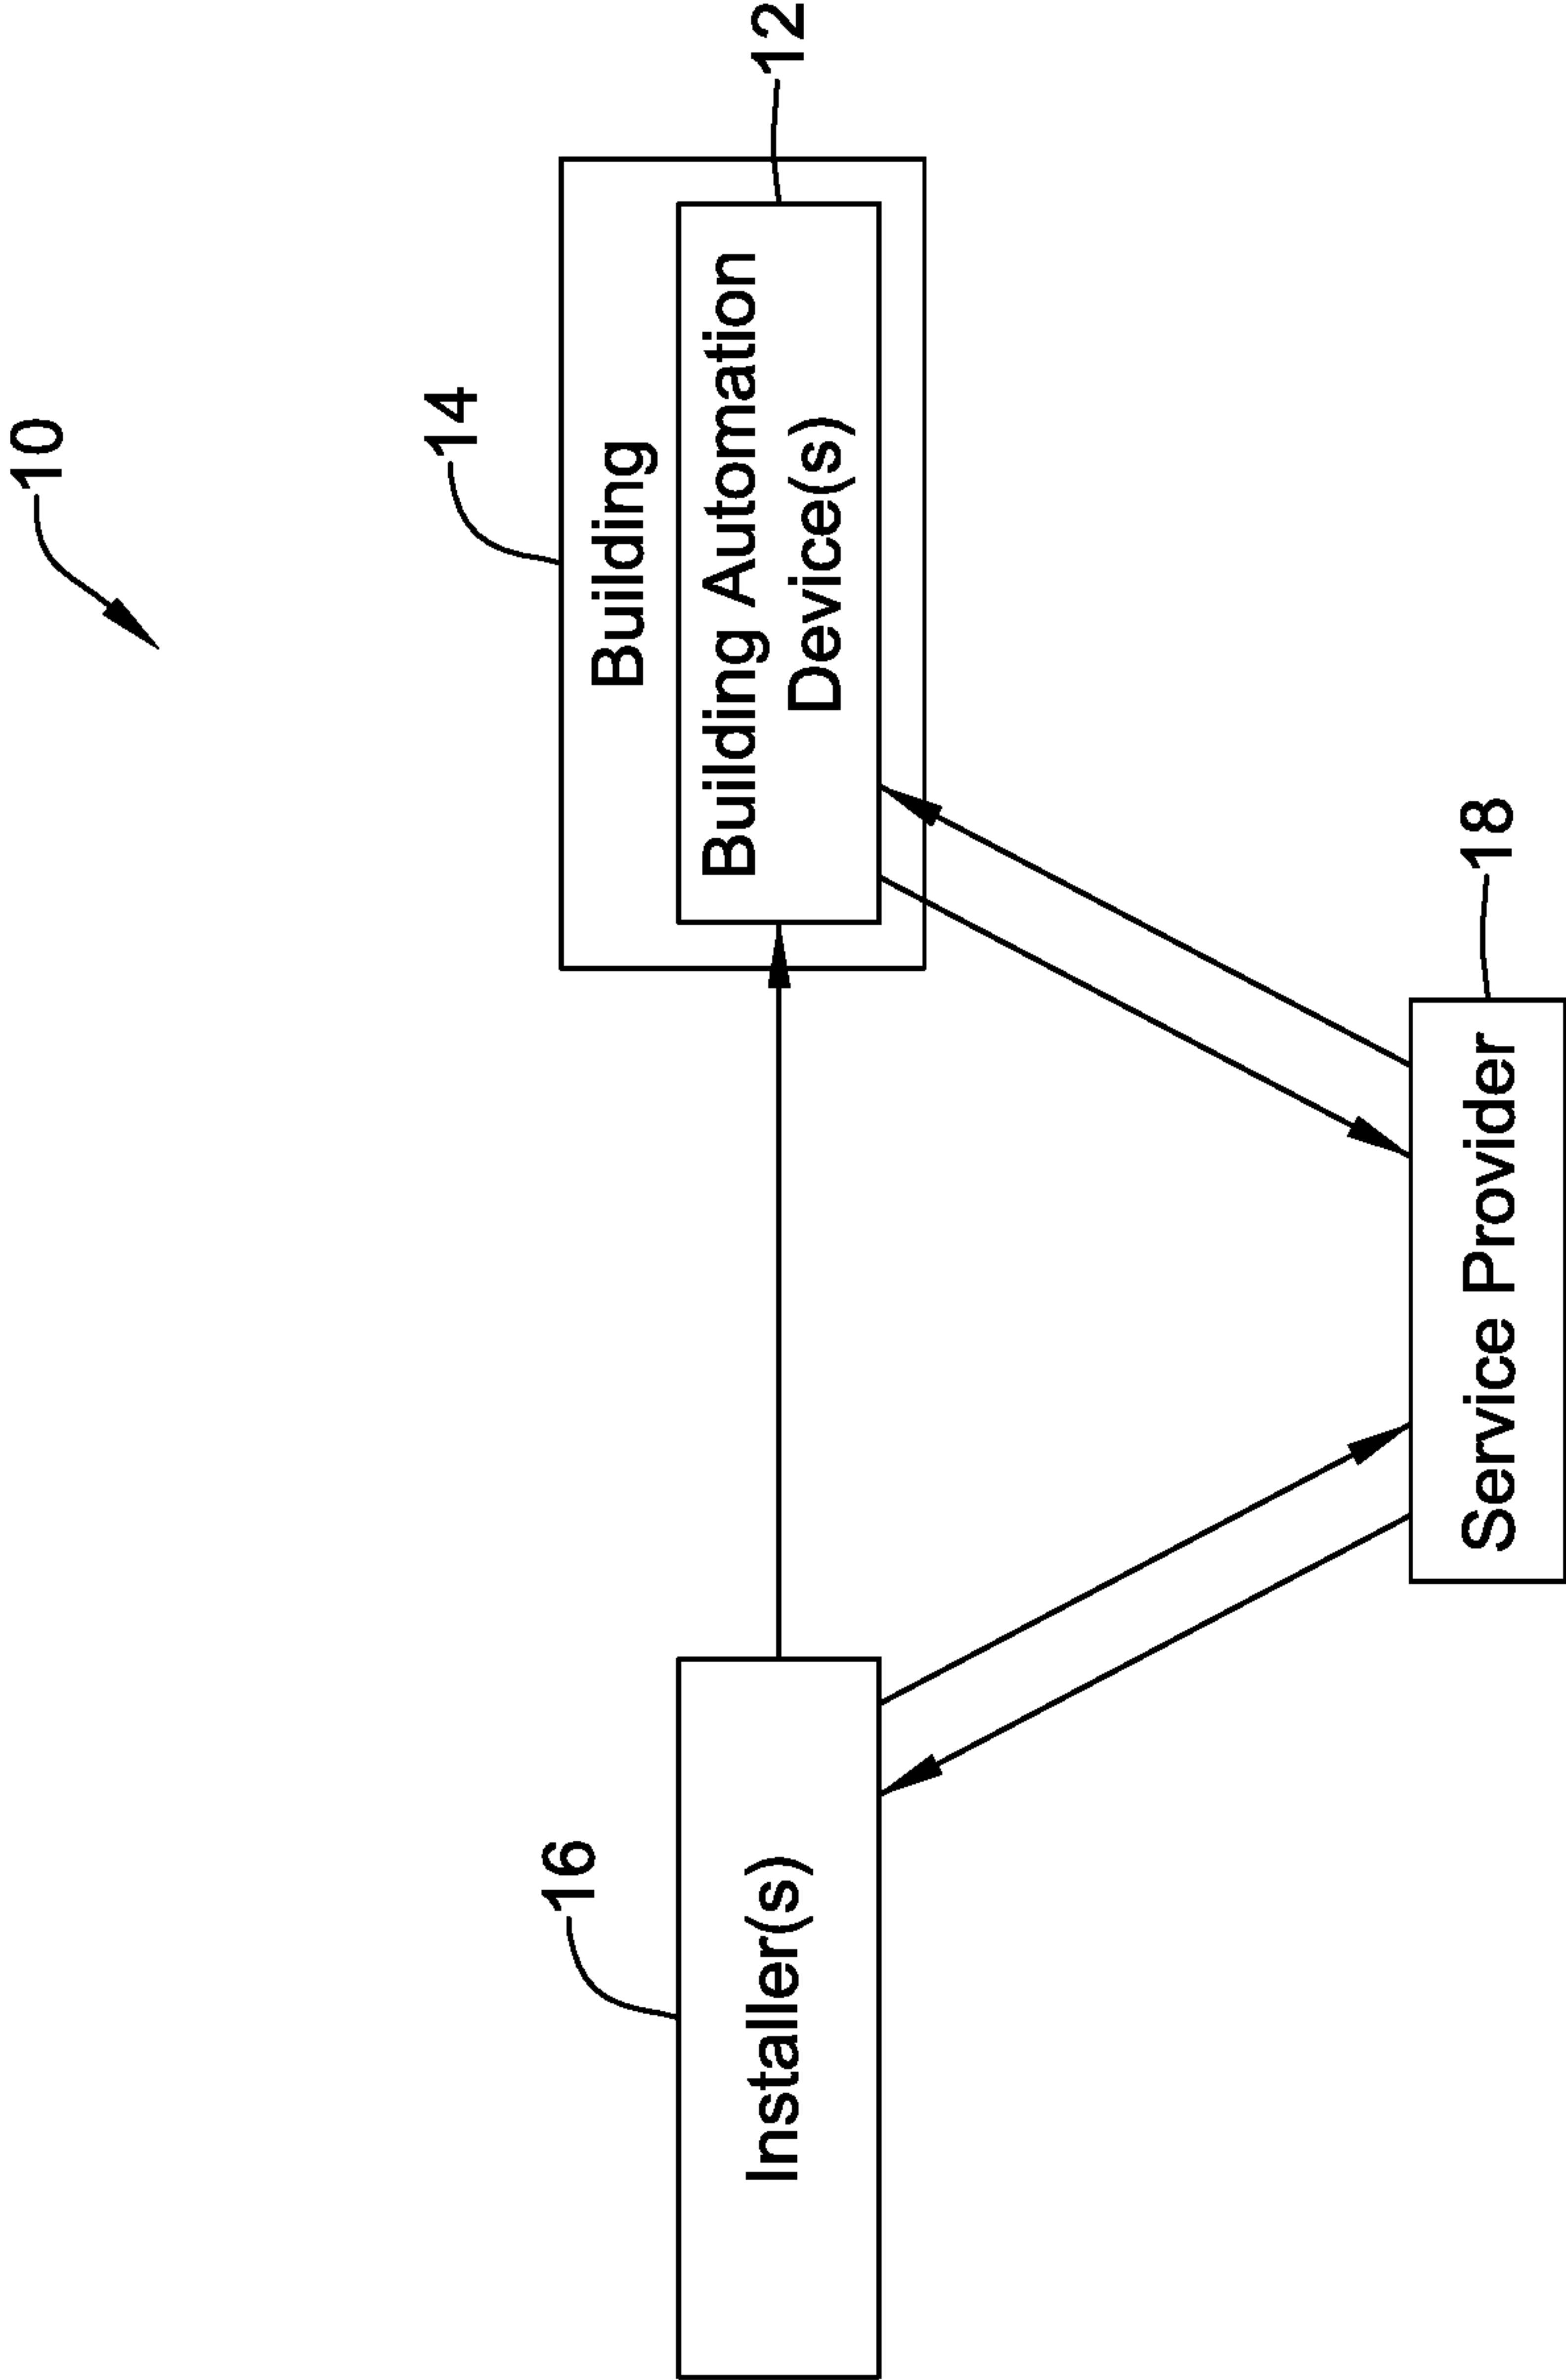 10
14
Building
Building Automation
Device(s)
12
16
Installer(s)
18
Service Provider